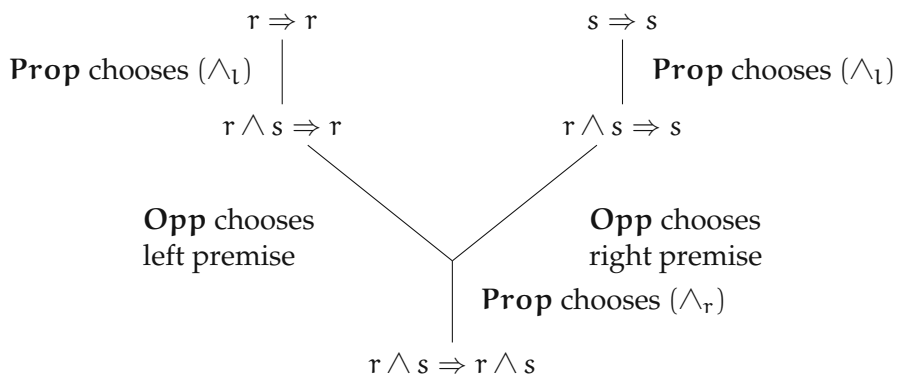 r ⇒ r
s ⇒ s
Prop chooses (∧l)
Prop chooses (∧l)
r ∧ s ⇒ r
r ∧ s ⇒ s
Opp chooses
left premise
Opp chooses
right premise
Prop chooses (∧r)
r ∧ s ⇒ r ∧ s